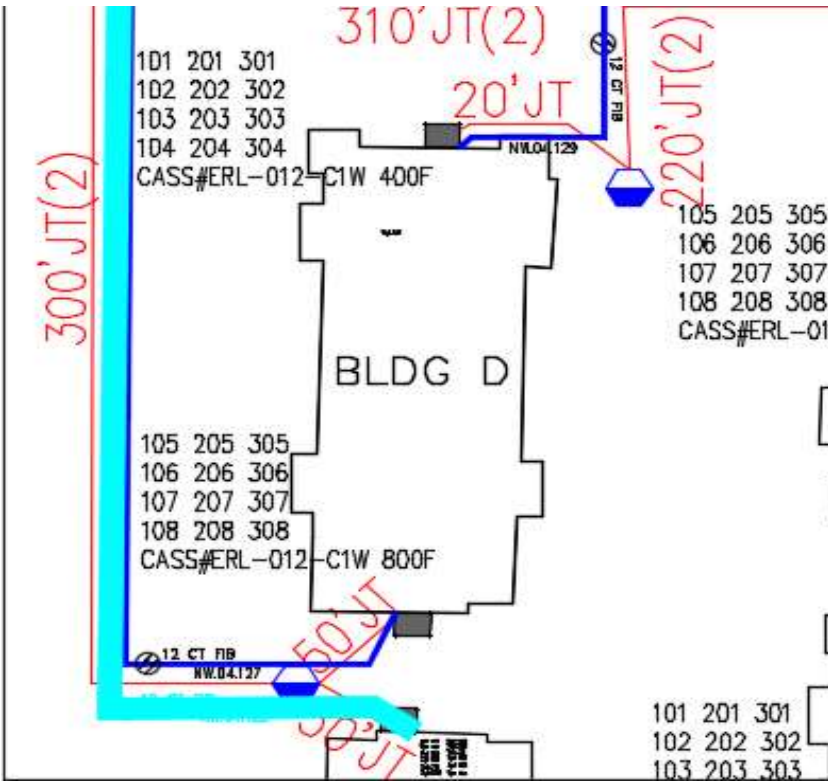 310'JT(2)
101 201 301
102 202 302
103 203 303
104 204 304
CASS#ERL-012-C1W 400F
20'JT
12 CT FIB
NW.04.129
220'JT(2)
300'JT(2)
105 205 305
106 206 306
107 207 307
108 208 308
CASS#ERL-01
BLDG D
105 205 305
106 206 306
107 207 307
108 208 308
CASS#ERL-012-C1W 800F
50'JT
12 CT FIB
NW.04.127
50'JT
101 201 301
102 202 302
103 203 303